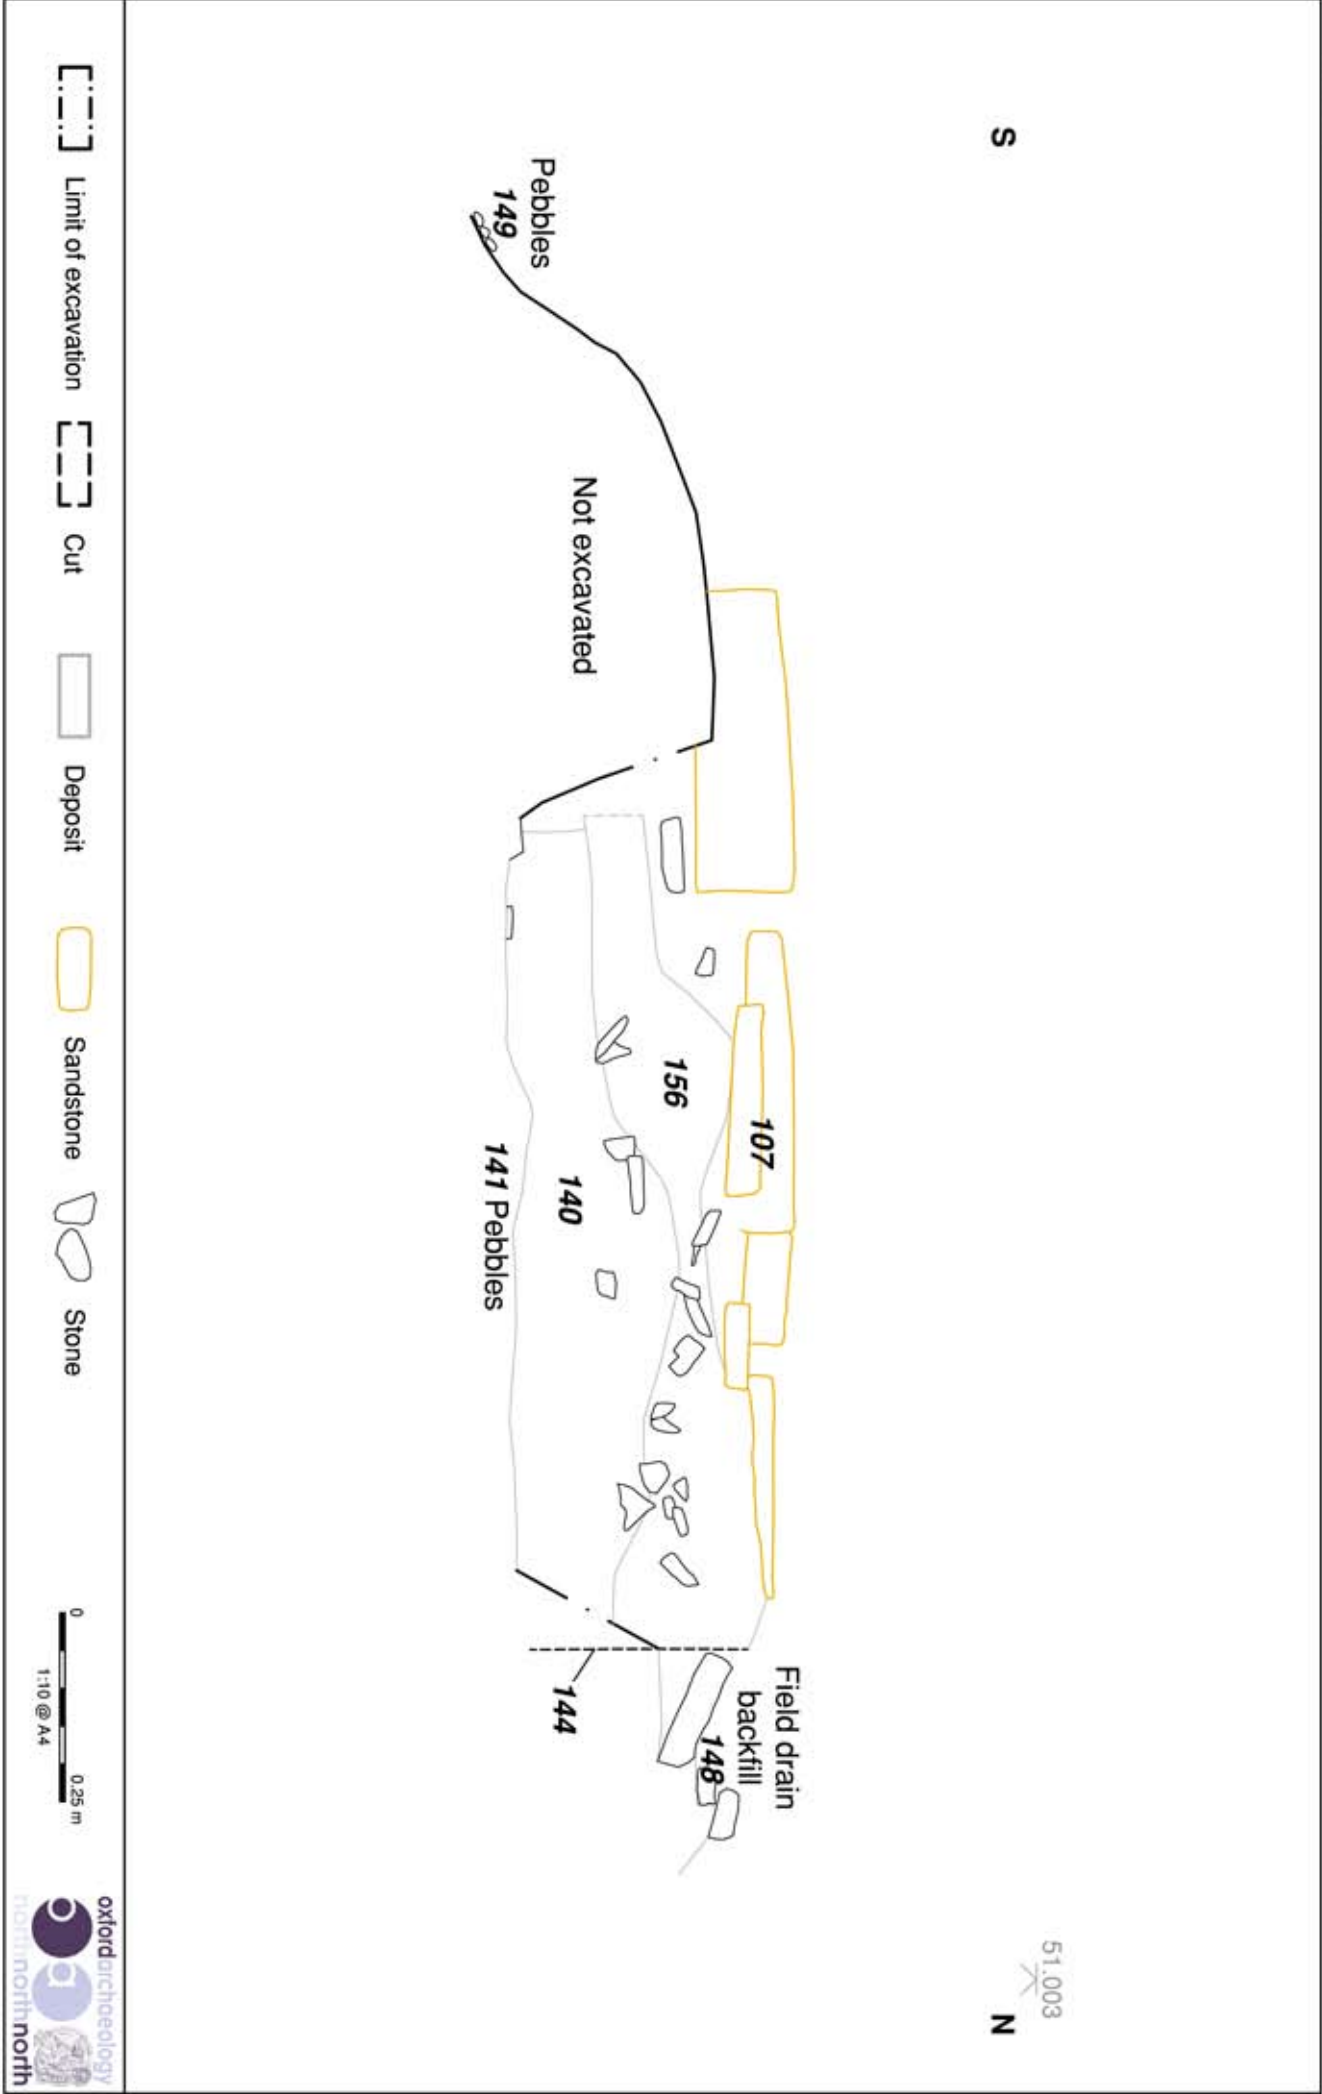 S
N
51.003
Pebbles
149
Not excavated
156
107
140
141 Pebbles
144
Field drain
backfill
148
Limit of excavation
Cut
Deposit
Sandstone
Stone
0
0.25 m
1:10 @ A4
oxfordarchaeology
northnorthnorth